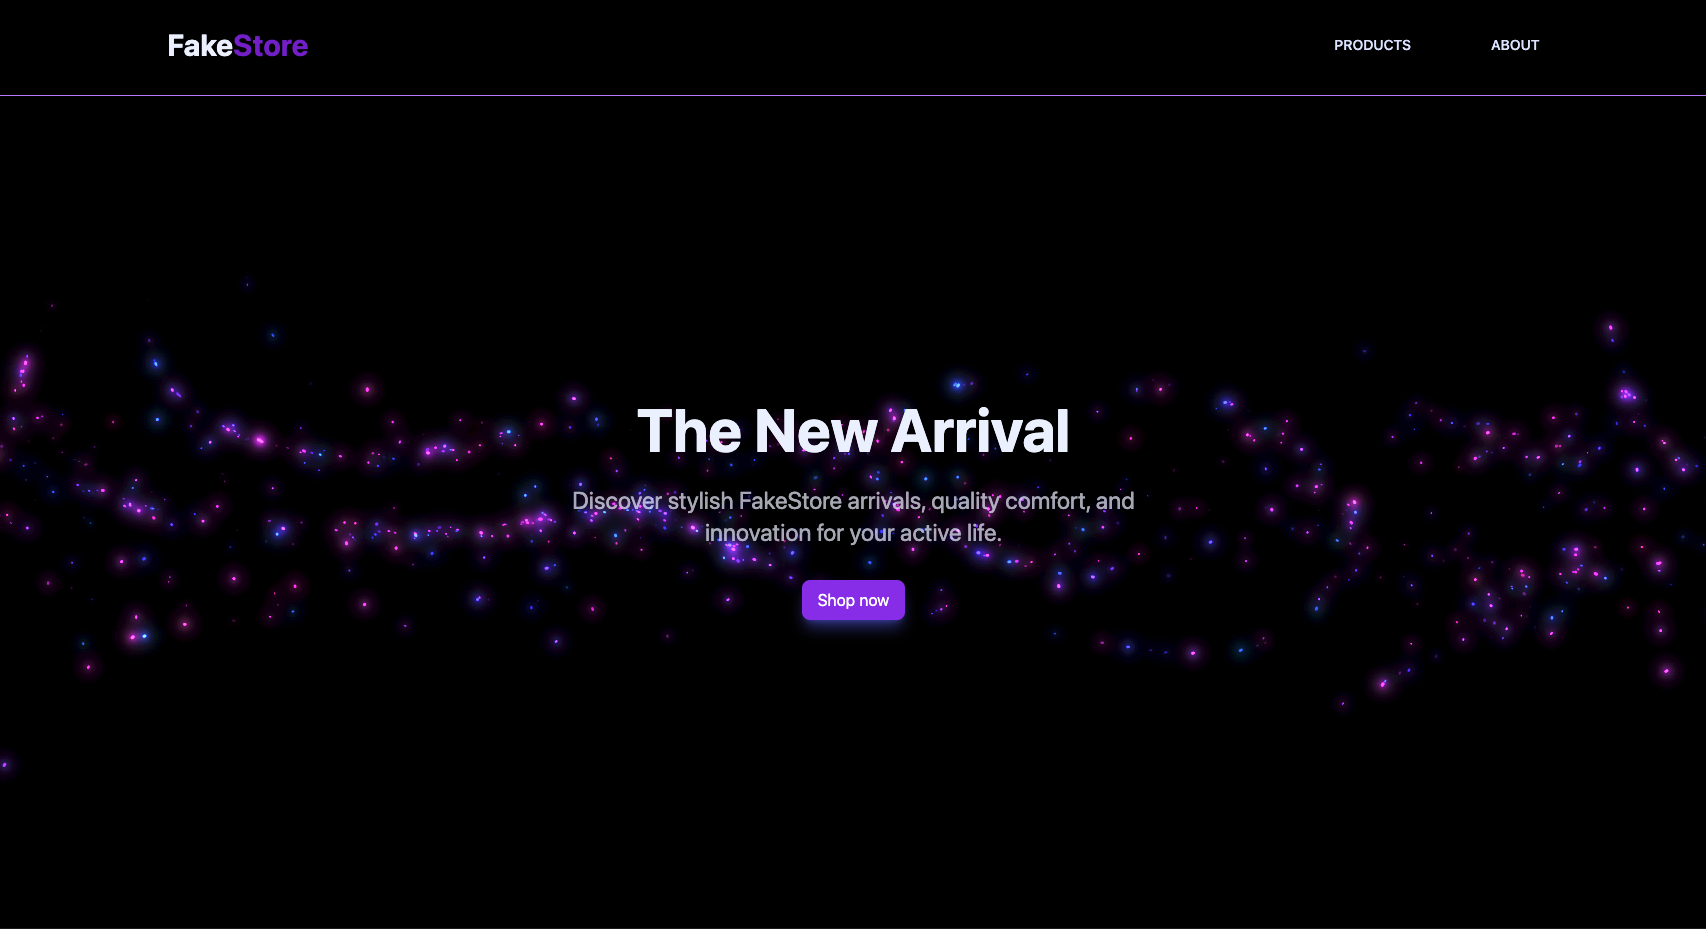 FakeStore
PRODUCTS
ABOUT
The New Arrival
Discover stylish FakeStore arrivals, quality comfort, and
innovation for your active life.
Shop now